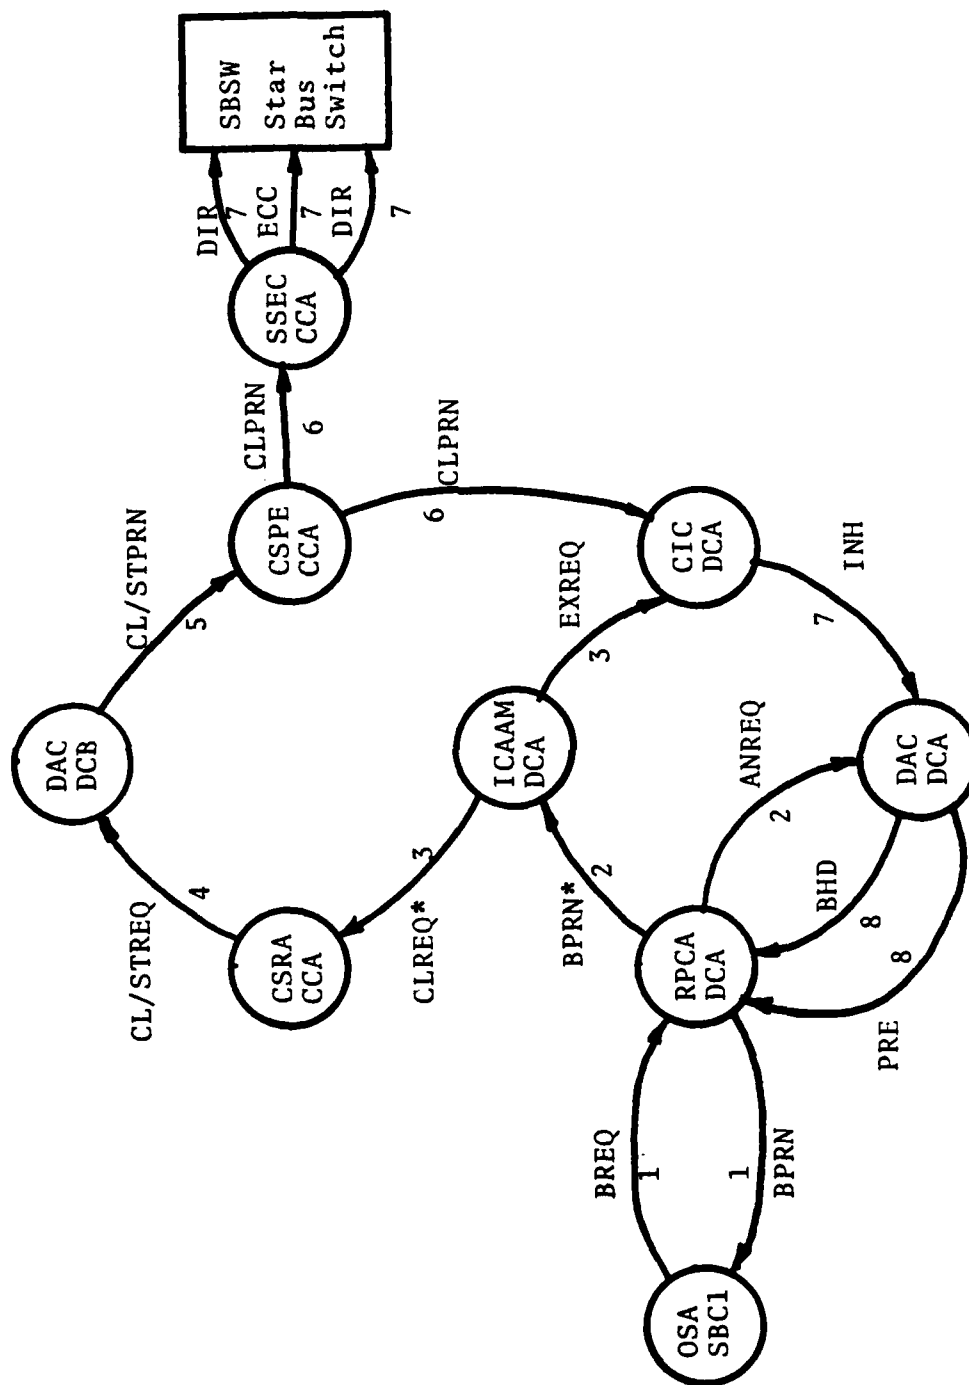 SBSW
Star
Bus
Switch
DIR
7
ECC
7
DIR
7
SSEC
CCA
CLPRN
6
CLPRN
6
CSPE
CCA
CL/STPRN
5
EXREQ
3
CIC
DCA
INH
7
DAC
DCB
ICAAM
DCA
ANREQ
2
DAC
DCA
CL/STREQ
4
CLREQ*
3
CSRA
CCA
BPRN*
2
BHD
8
8
PRE
RPCA
DCA
BREQ
1
1
BPRN
OSA
SBC1